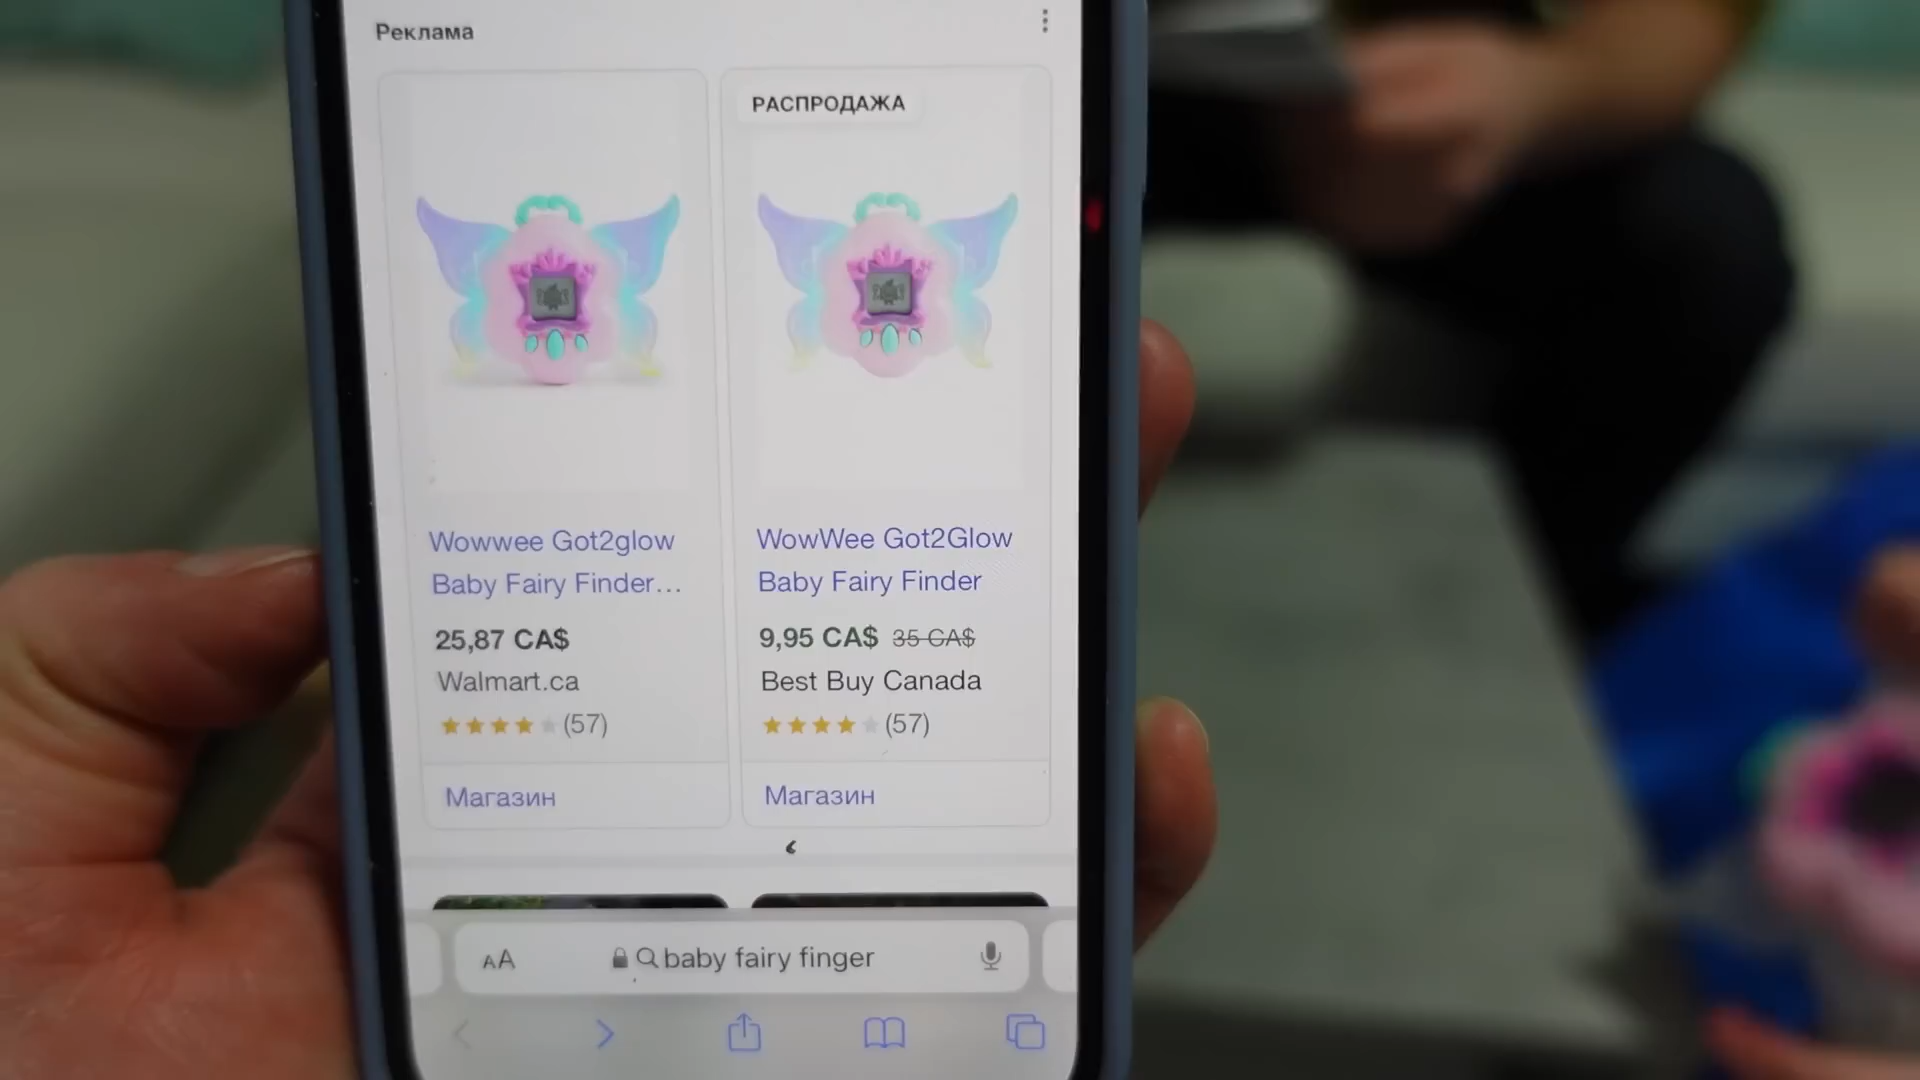 Реклама
РАСПРОДАЖА
Wowwee Got2glow
Baby Fairy Finder...
25,87 CA$
Walmart.ca
(57)
Магазин
WowWee Got2Glow
Baby Fairy Finder
9,95 CA$ 35 CA$
Best Buy Canada
(57)
Магазин
AA baby fairy finger